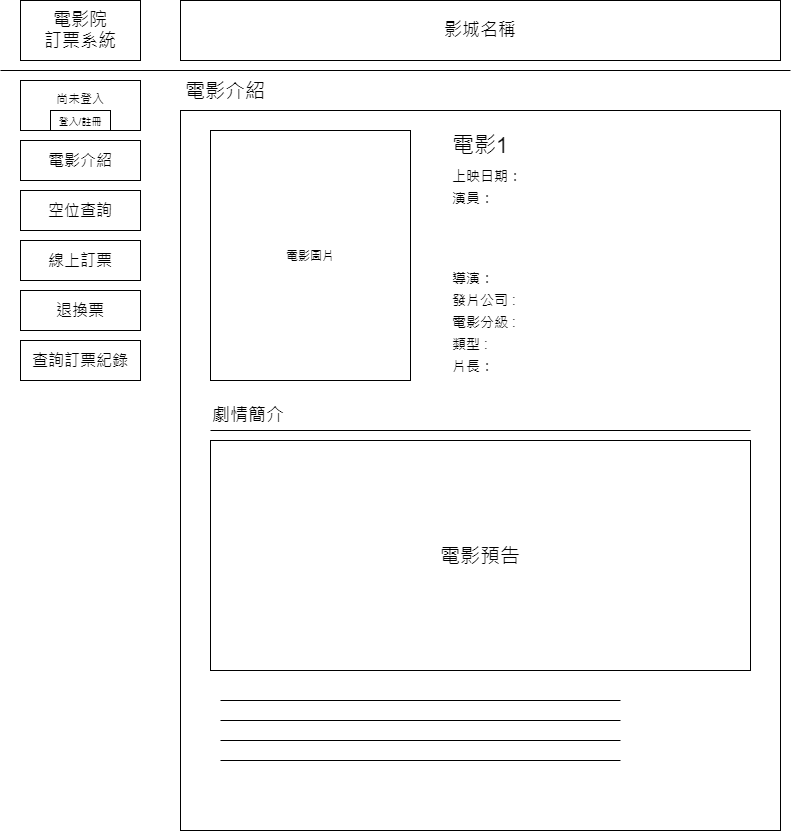 電影院
訂票系統
影城名稱
尚未登入
登入/註冊
電影介紹
空位查詢
線上訂票
退換票
查詢訂票紀錄
電影介紹
電影圖片
電影1
上映日期：
演員：
導演：
發片公司：
電影分級：
類型：
片長：
劇情簡介
電影預告